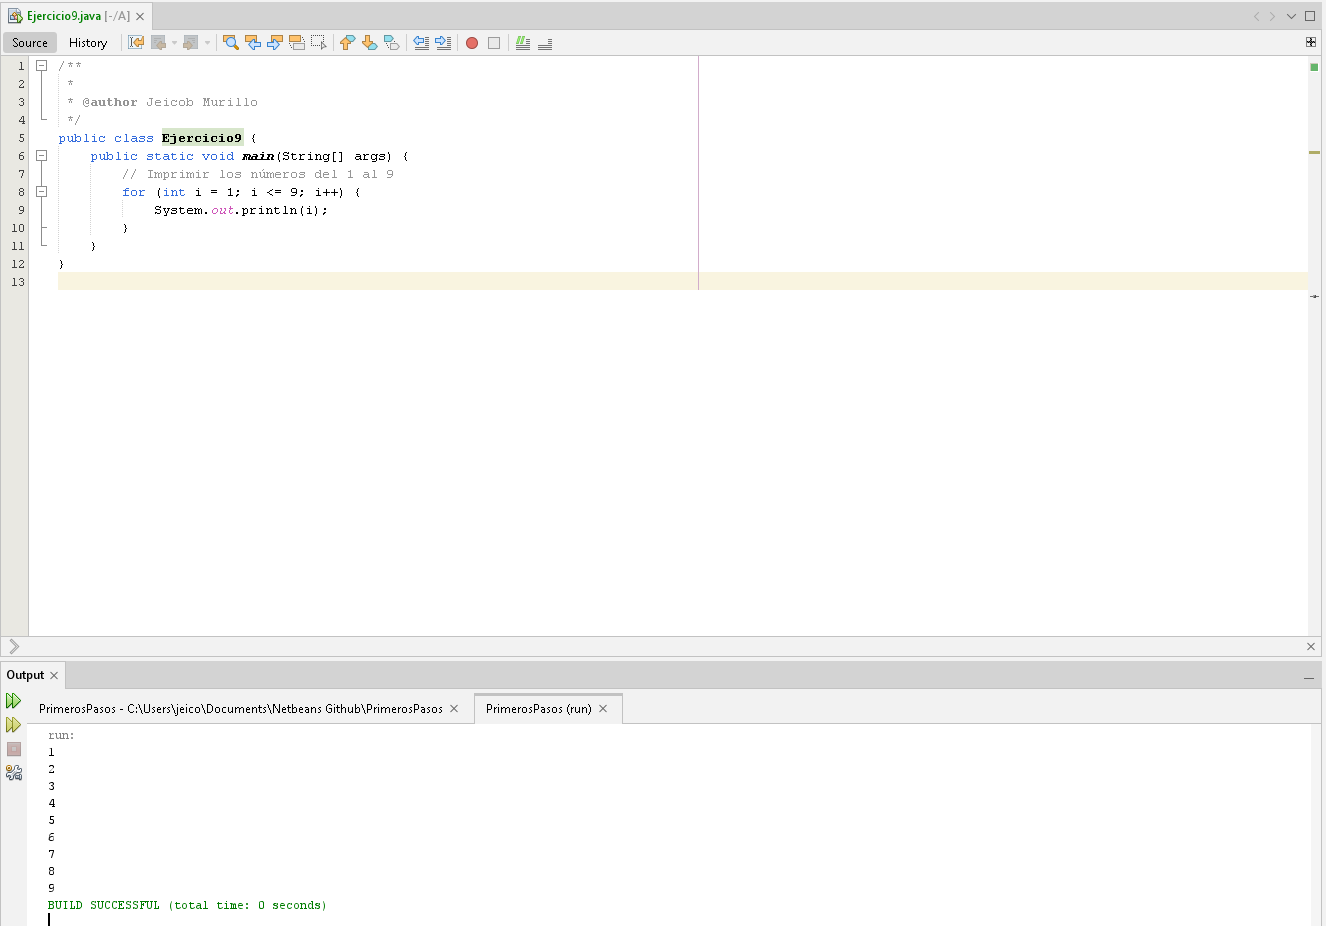 Ejercicio9.java [-/A]
Source History
1 /**
2 *
3 * @author Jeicob Murillo
4 */
5 public class Ejercicio9 {
6 public static void main(String[] args) {
7 // Imprimir los números del 1 al 9
8 for (int i = 1; i <= 9; i++) {
9 System.out.println(i);
10 }
11 }
12 }
13
Output
PrimerosPasos - C:\Users\jeico\Documents\Netbeans Github\PrimerosPasos PrimerosPasos (run)
run:
1
2
3
4
5
6
7
8
9
BUILD SUCCESSFUL (total time: 0 seconds)